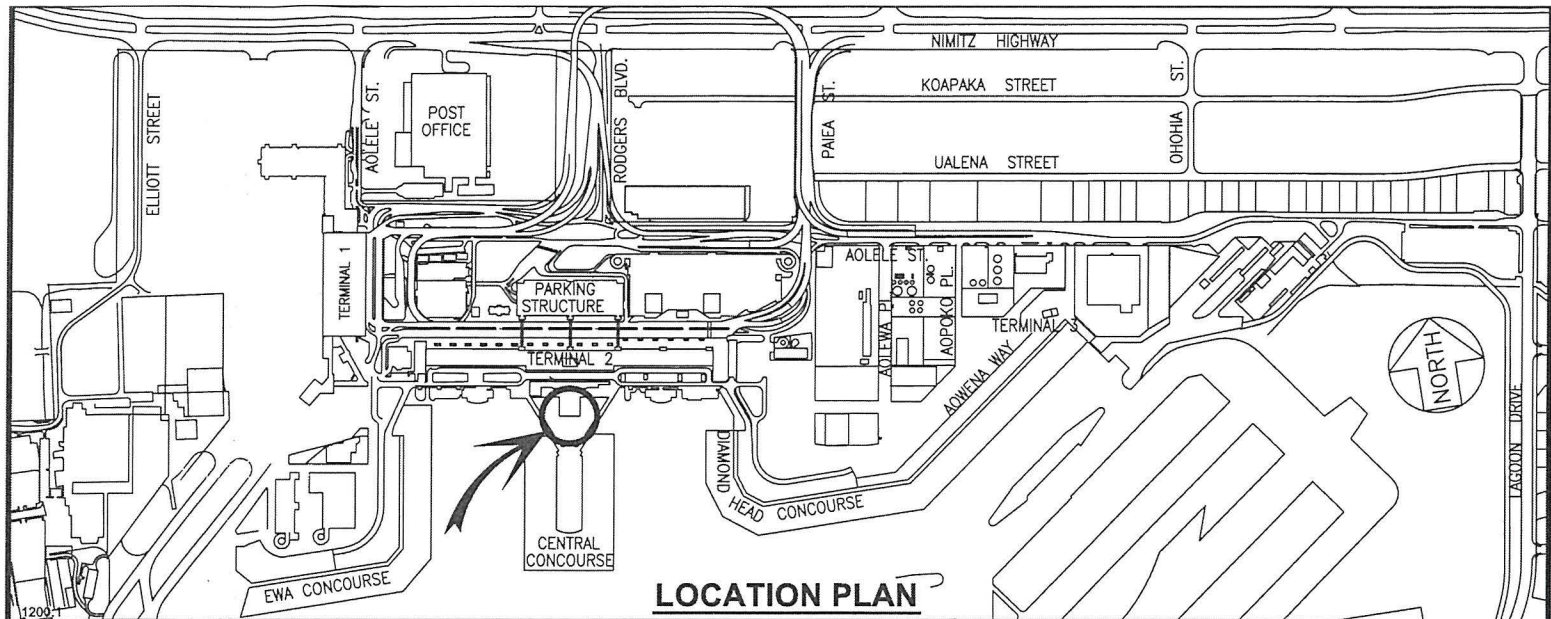 NIMITZ HIGHWAY
KOAPAKA STREET
UALENA STREET
ELLIOTT STREET
AOLELE ST.
POST
OFFICE
RODGERS BLVD.
PAIEA ST.
OHOHIA ST.
TERMINAL 1
PARKING
STRUCTURE
TERMINAL 2
AOLELE ST.
AOLEWA PL.
AOPOKO PL.
TERMINAL 3
AOWENA WAY
NORTH
LAGOON DRIVE
DIAMOND
HEAD CONCOURSE
CENTRAL
CONCOURSE
EWA CONCOURSE
LOCATION PLAN
1200:1